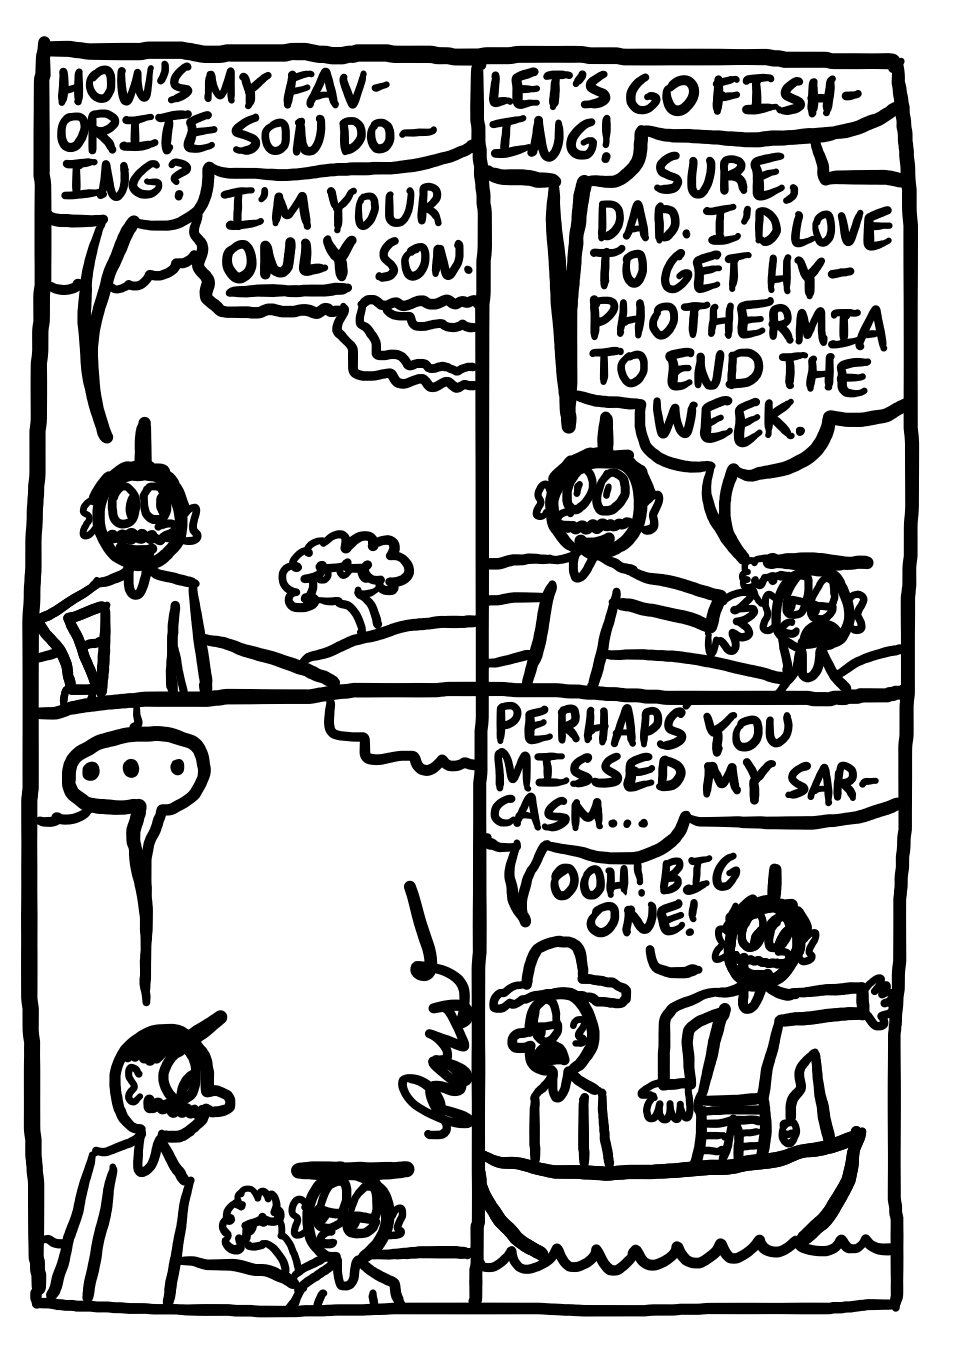 HOW'S MY FAV-
ORITE SON DO-
ING?
I'M YOUR
ONLY SON.
LET'S GO FISH-
ING!
SURE,
DAD. I'D LOVE
TO GET HY-
PHOTHERMIA
TO END THE
WEEK.
...
PERHAPS YOU
MISSED MY SAR-
CASM...
OOH! BIG
ONE!